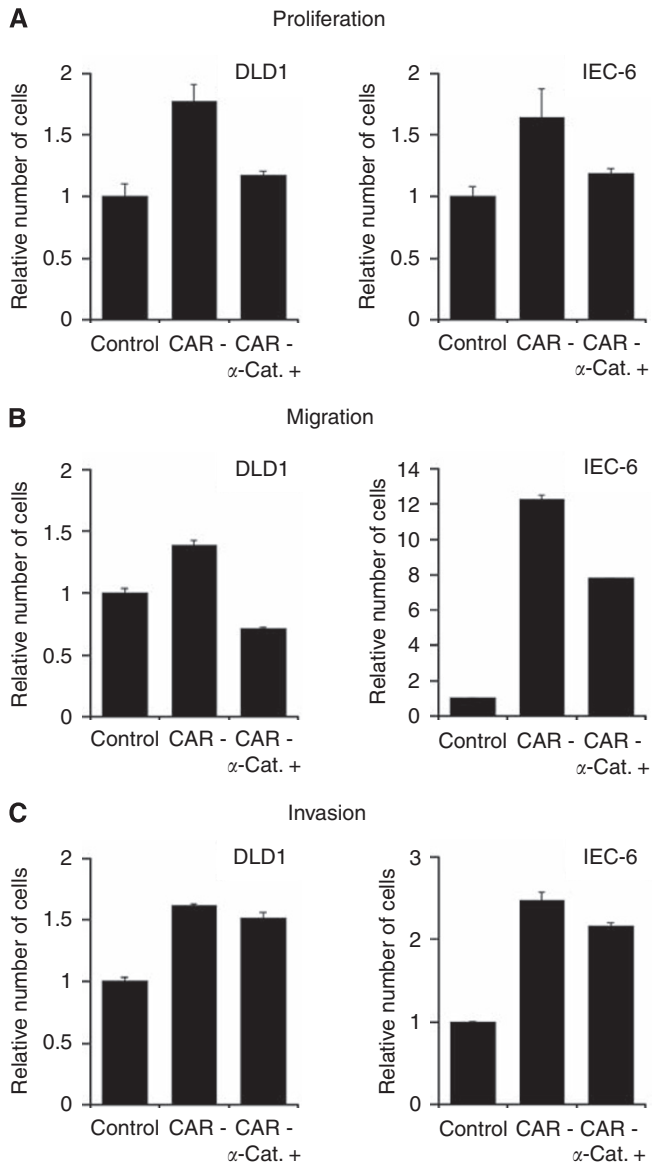 A
Proliferation
DLD1
Relative number of cells
2
1.5
1
0.5
0
Control CAR - CAR -
α-Cat. +
IEC-6
Relative number of cells
2
1.5
1
0.5
0
Control CAR - CAR -
α-Cat. +
B
Migration
DLD1
Relative number of cells
2
1.5
1
0.5
0
Control CAR - CAR -
α-Cat. +
IEC-6
Relative number of cells
14
12
10
8
6
4
2
0
Control CAR - CAR -
α-Cat. +
C
Invasion
DLD1
Relative number of cells
2
1.5
1
0.5
0
Control CAR - CAR -
α-Cat. +
IEC-6
Relative number of cells
3
2
1
0
Control CAR - CAR -
α-Cat. +